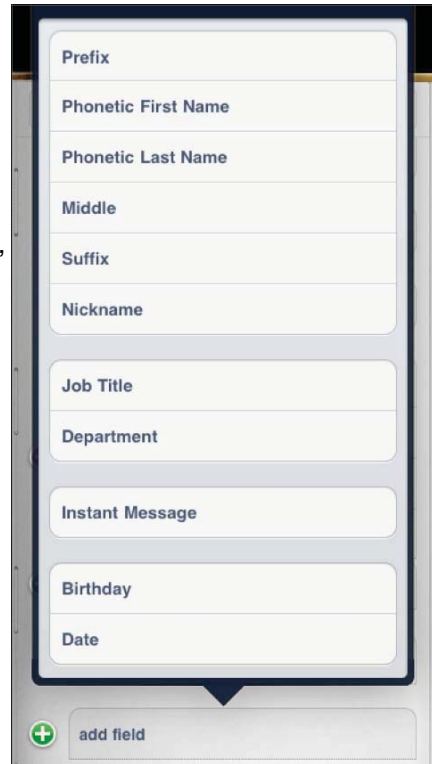 Prefix
Phonetic First Name
Phonetic Last Name
Middle
Suffix
Nickname
Job Title
Department
Instant Message
Birthday
Date
add field